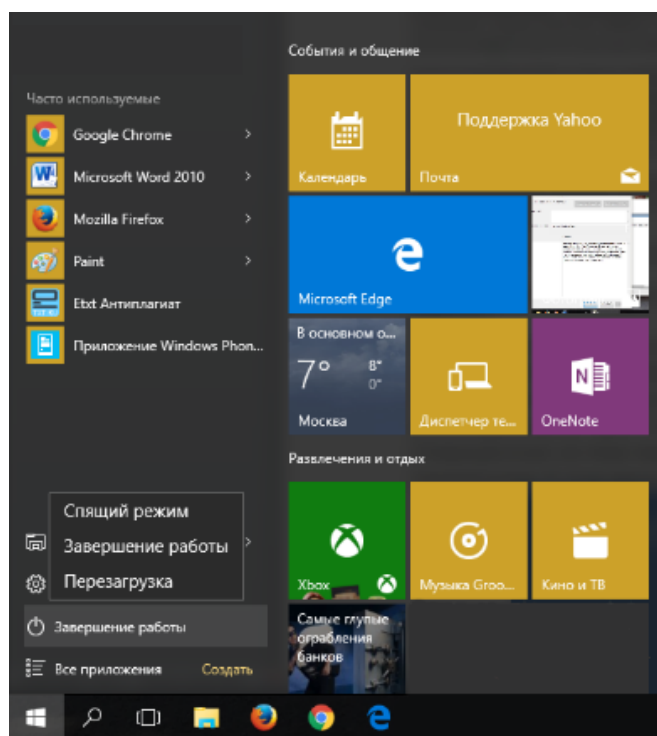 Часто используемые
Google Chrome
Microsoft Word 2010
Mozilla Firefox
Paint
Etxt Антиплагиат
Приложение Windows Phon...
Спящий режим
Завершение работы
Перезагрузка
Завершение работы
Все приложения
Создать
События и общение
Календарь
Поддержка Yahoo
Почта
Microsoft Edge
В основном о...
7°
8°
0°
Москва
Диспетчер те...
OneNote
Развлечения и отдых
Xbox
Музыка Groo...
Кино и ТВ
Самые глупые
ограбления
банков